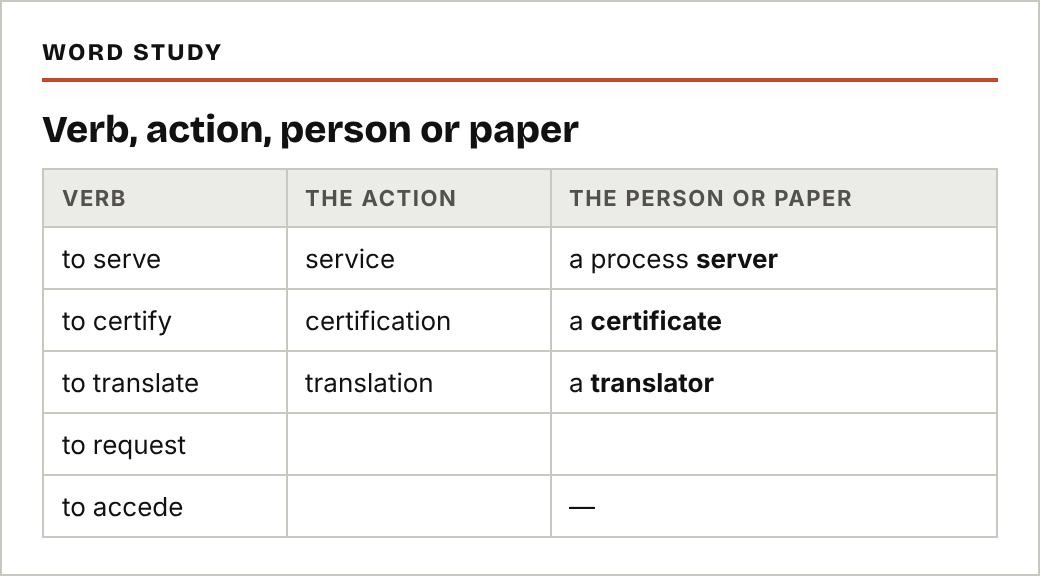 WORD STUDY
Verb, action, person or paper
VERB THE ACTION THE PERSON OR PAPER
to serve service a process server
to certify certification a certificate
to translate translation a translator
to request
to accede —